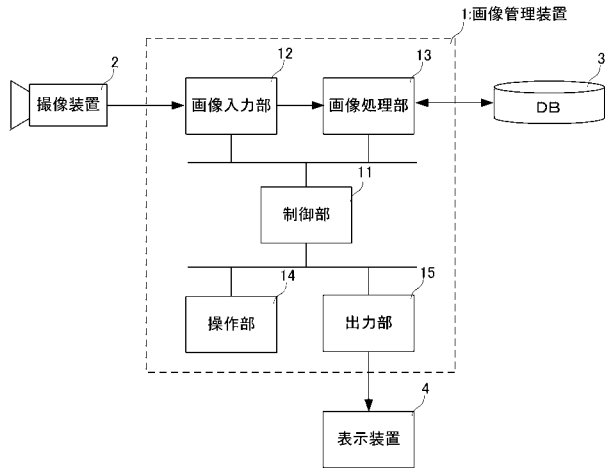 1:画像管理装置
2
12
13
3
撮像装置
画像入力部
画像処理部
DB
11
制御部
14
15
操作部
出力部
4
表示装置